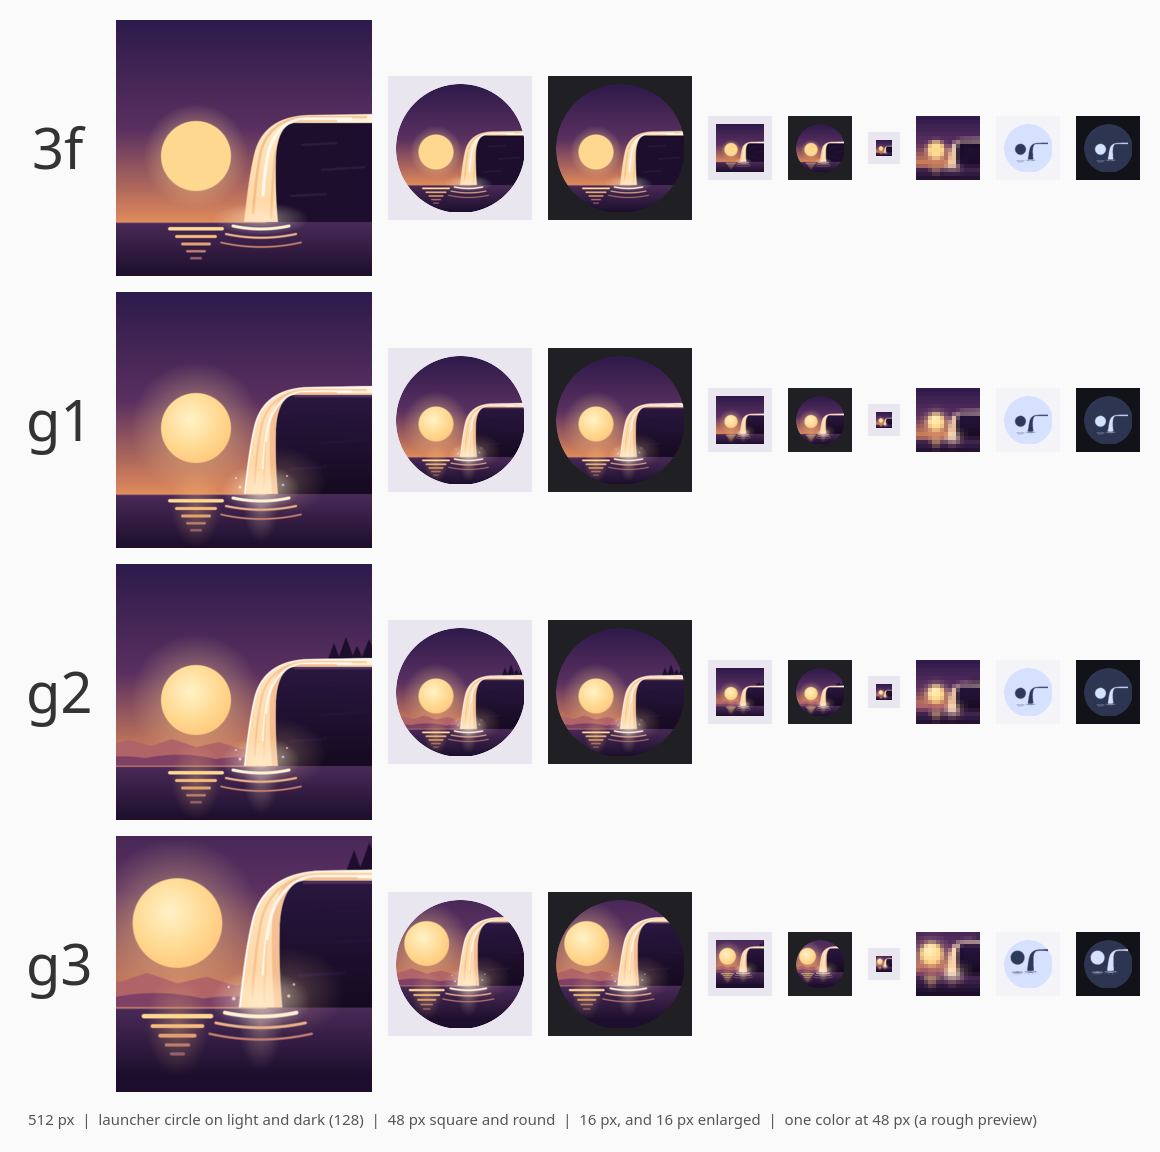 3f
g1
g2
g3
512 px | launcher circle on light and dark (128) | 48 px square and round | 16 px, and 16 px enlarged | one color at 48 px (a rough preview)